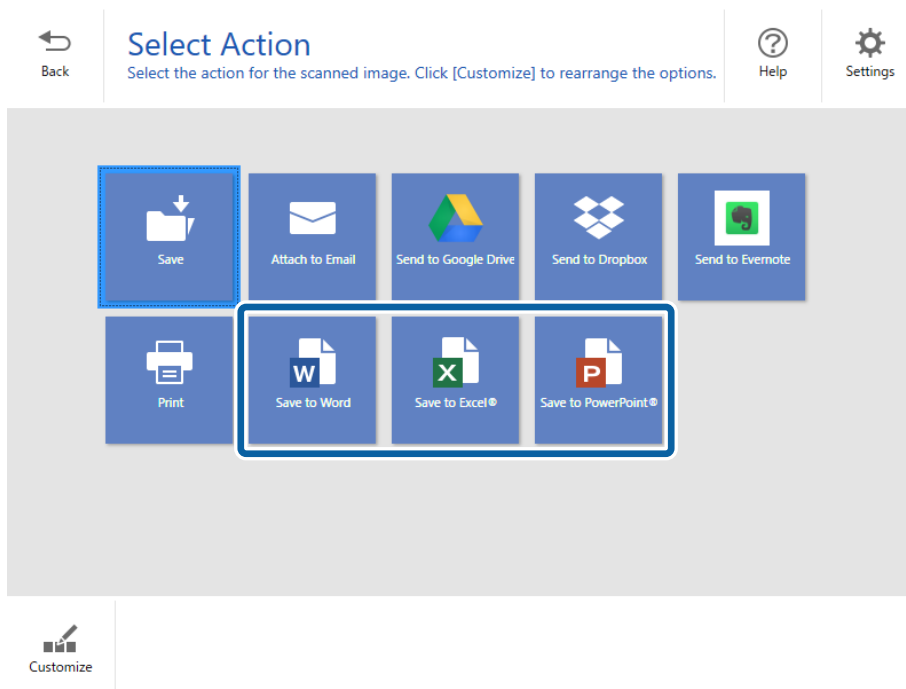 Back
Select Action
Select the action for the scanned image. Click [Customize] to rearrange the options.
Help
Settings
Save
Attach to Email
Send to Google Drive
Send to Dropbox
Send to Evernote
Print
W
Save to Word
X
Save to Excel®
P
Save to PowerPoint®
Customize